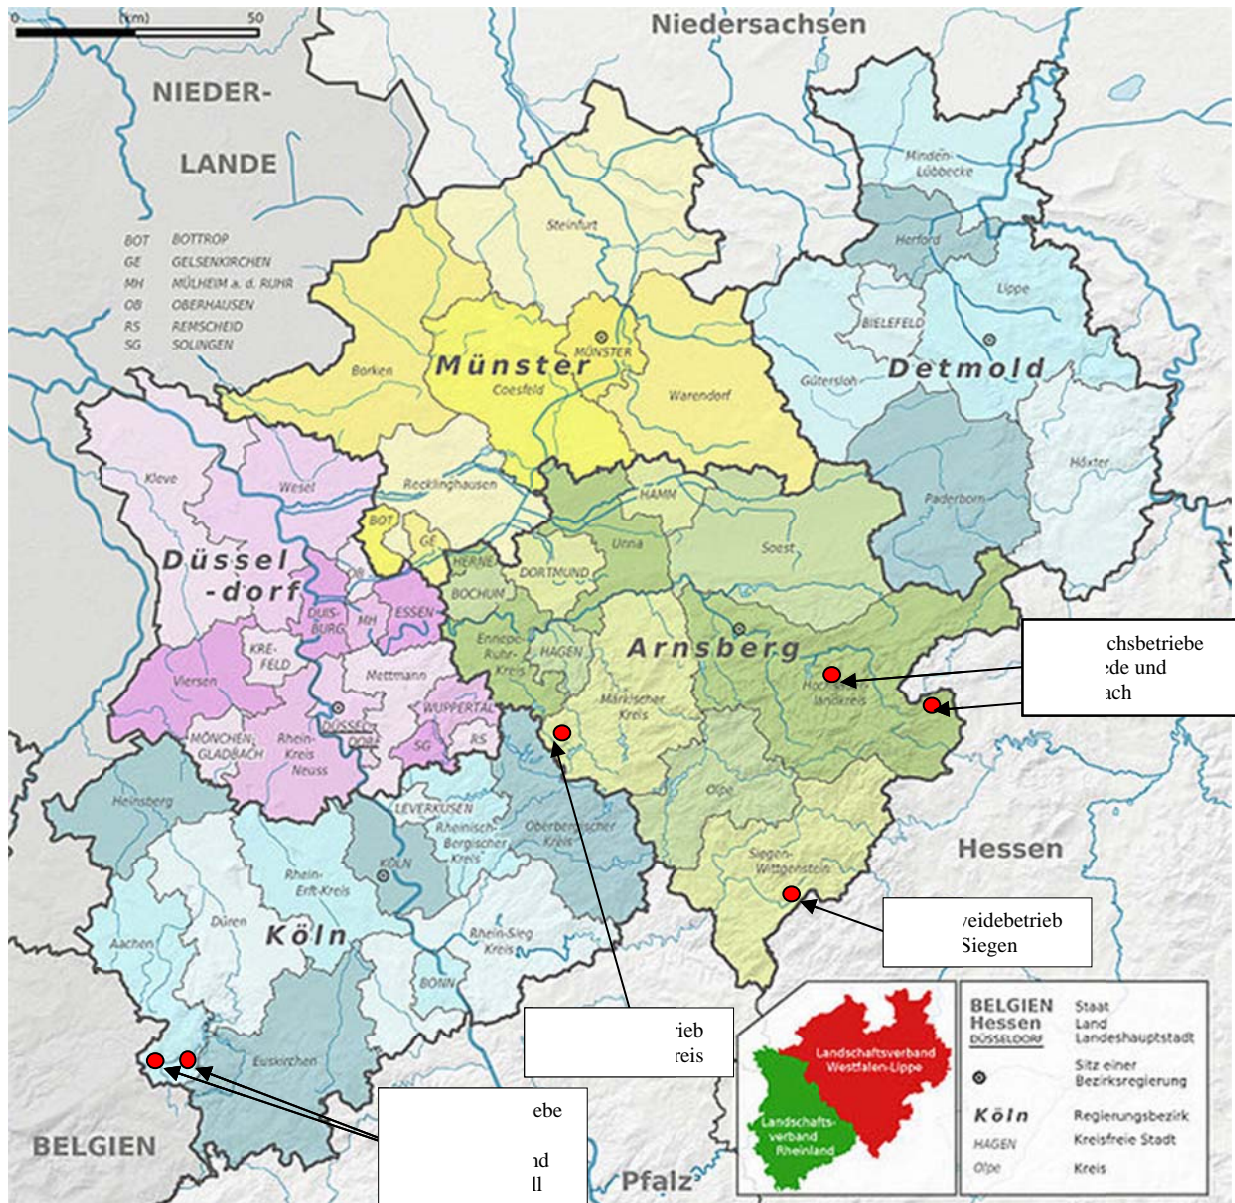 0 (km) 50
Niedersachsen
NIEDER-
LANDE
BOT BOTTROP
GE GELSENKIRCHEN
MH MÜLHEIM a. d. RUHR
OB OBERHAUSEN
RS REMSCHEID
SG SOLINGEN
Minden-
Lübbecke
Steinfurt
Herford
Lippe
BIELEFELD
MÜNSTER
Münster
Borken
Coesfeld
Detmold
Gütersloh
Warendorf
Höxter
Kleve
Wesel
Recklinghausen
HAMM
Paderborn
BOT
GE
Unna
Soest
Düssel
-dorf
OB
HERNE
DORTMUND
BOCHUM
DUIS-
BURG
MH
ESSEN
Ennepe-
Ruhr-
Kreis
HAGEN
Arnsberg
KRE-
FELD
Viersen
Mettmann
Märkischer
Kreis
landkreis
chsbetriebe
ede und
ach
WUPPERTAL
DÜSSEL-
DORF
MÖNCHEN-
GLADBACH
Rhein-
Kreis
Neuss
SG
RS
Heinsberg
LEVERKUSEN
Olpe
Rheinisch-
Bergischer
Kreis
Oberbergischer
Kreis
KÖLN
Rhein-
Erft-Kreis
Siegen-
Wittgenstein
Hessen
Düren
Köln
Aachen
Rhein-Sieg
Kreis
BONN
veidebetrieb
Siegen
rieb
reis
Euskirchen
ebe
nd
ll
BELGIEN
Pfalz
Landschaftsverband
Westfalen-Lippe
Landschafts-
verband
Rheinland
BELGIEN Staat
Hessen Land
DÜSSELDORF Landeshauptstadt
Sitz einer
Bezirksregierung
Köln Regierungsbezirk
HAGEN Kreisfreie Stadt
Olpe Kreis